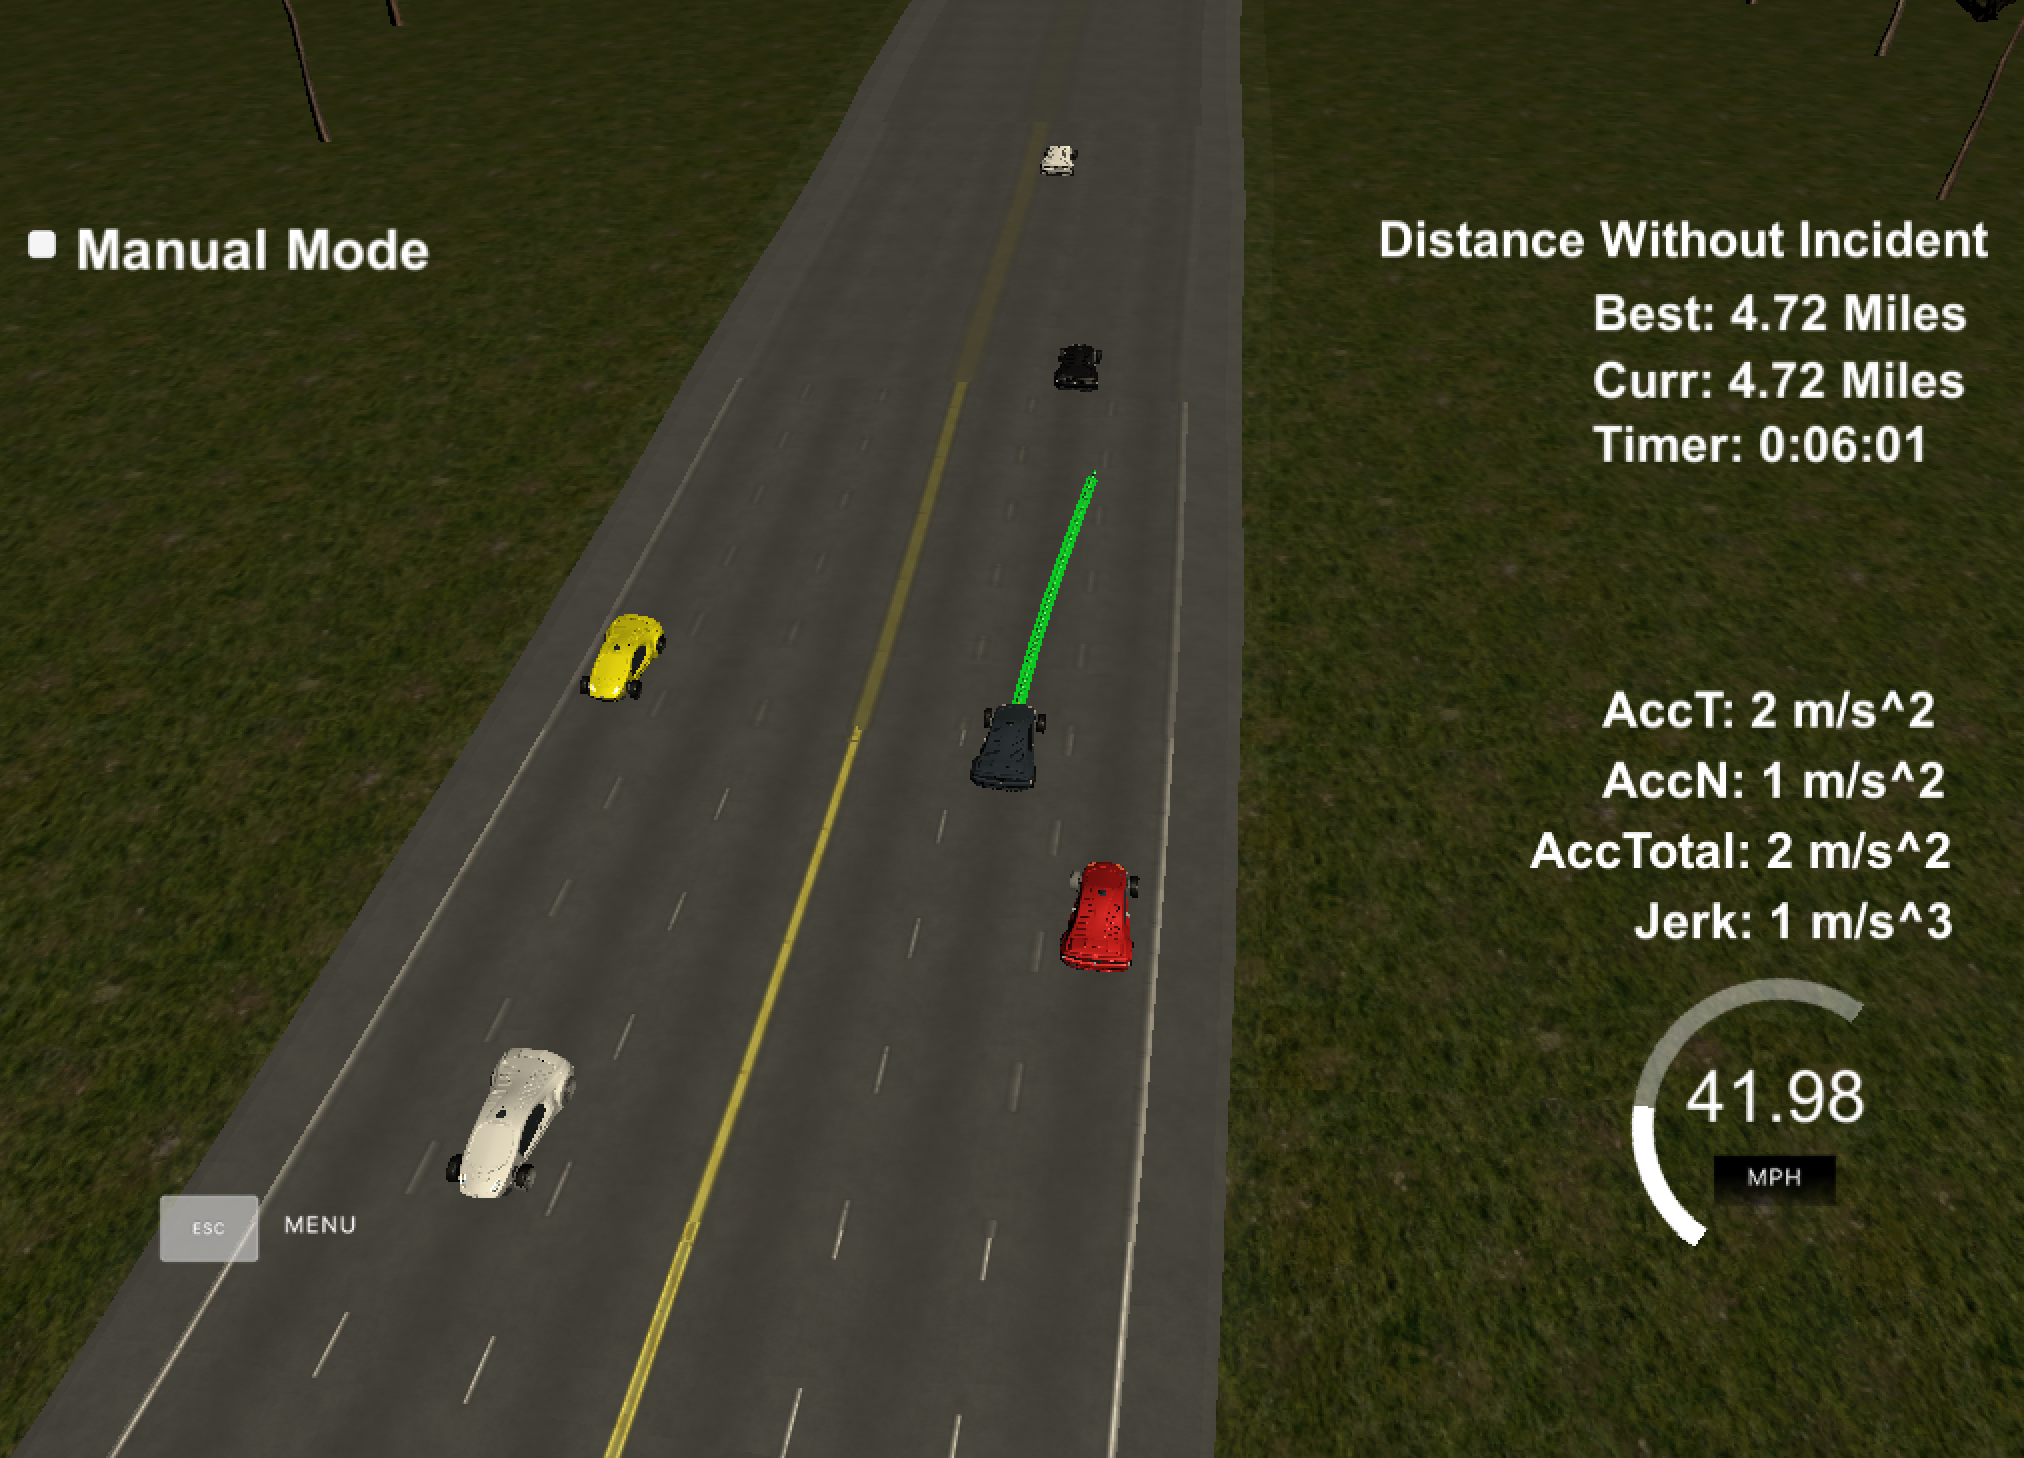 Manual Mode
Distance Without Incident
Best: 4.72 Miles
Curr: 4.72 Miles
Timer: 0:06:01
AccT: 2 m/s^2
AccN: 1 m/s^2
AccTotal: 2 m/s^2
Jerk: 1 m/s^3
41.98
MPH
ESC MENU